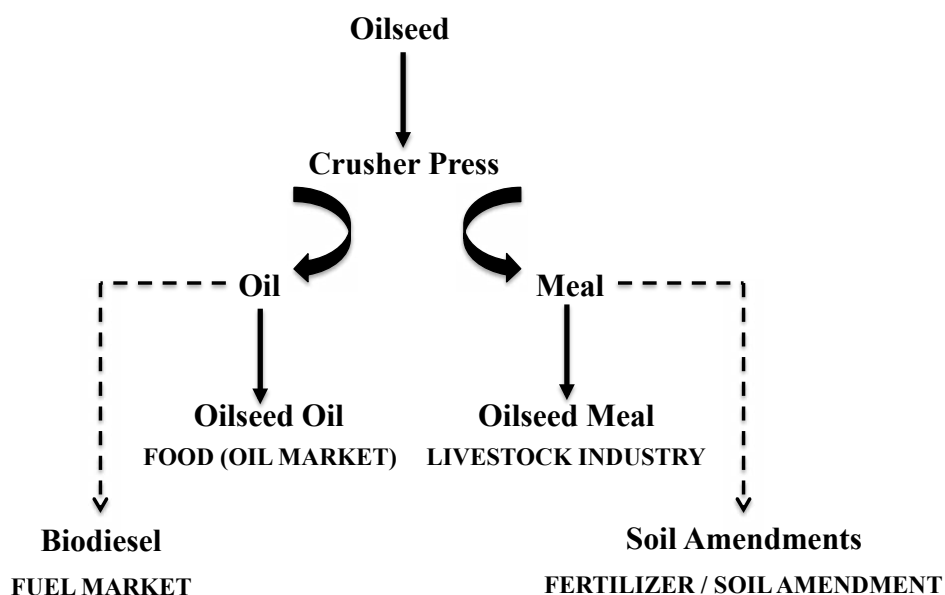 Oilseed
Crusher Press
Oil
Meal
Oilseed Oil
FOOD (OIL MARKET)
Oilseed Meal
LIVESTOCK INDUSTRY
Biodiesel
FUEL MARKET
Soil Amendments
FERTILIZER / SOIL AMENDMENT